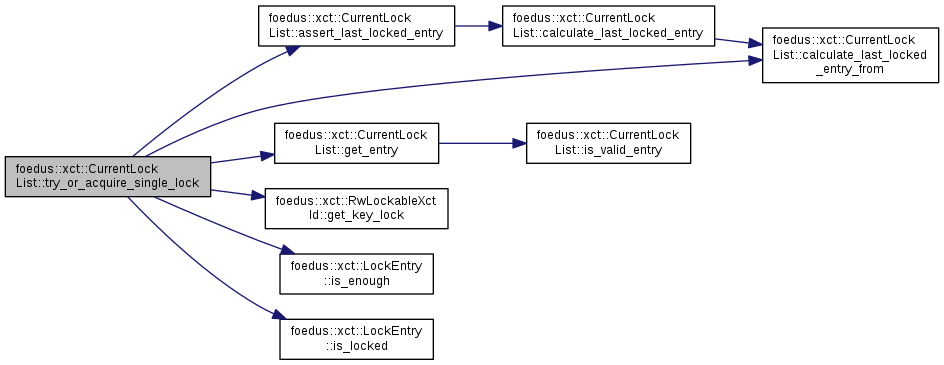 foedus::xct::CurrentLock
List::try_or_acquire_single_lock
foedus::xct::CurrentLock
List::assert_last_locked_entry
foedus::xct::CurrentLock
List::calculate_last_locked_entry
foedus::xct::CurrentLock
List::calculate_last_locked
_entry_from
foedus::xct::CurrentLock
List::get_entry
foedus::xct::CurrentLock
List::is_valid_entry
foedus::xct::RwLockableXct
Id::get_key_lock
foedus::xct::LockEntry
::is_enough
foedus::xct::LockEntry
::is_locked